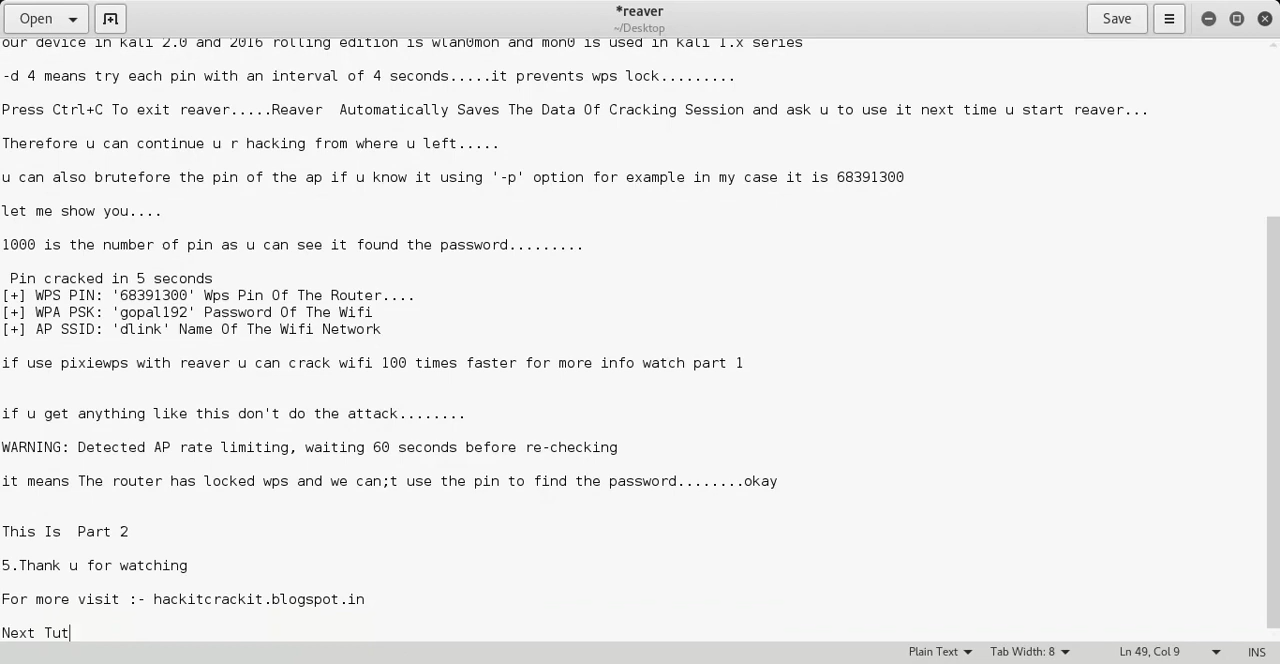 Open
*reaver
~/Desktop
Save
our device in kali 2.0 and 2016 rolling edition is wlan0mon and mon0 is used in kali 1.x series
-d 4 means try each pin with an interval of 4 seconds.....it prevents wps lock.........
Press Ctrl+C To exit reaver.....Reaver  Automatically Saves The Data Of Cracking Session and ask u to use it next time u start reaver...
Therefore u can continue u r hacking from where u left.....
u can also brutefore the pin of the ap if u know it using '-p' option for example in my case it is 68391300
let me show you....
1000 is the number of pin as u can see it found the password.........
 Pin cracked in 5 seconds
[+] WPS PIN: '68391300' Wps Pin Of The Router....
[+] WPA PSK: 'gopal192' Password Of The Wifi
[+] AP SSID: 'dlink' Name Of The Wifi Network
if use pixiewps with reaver u can crack wifi 100 times faster for more info watch part 1
if u get anything like this don't do the attack........
WARNING: Detected AP rate limiting, waiting 60 seconds before re-checking
it means The router has locked wps and we can;t use the pin to find the password........okay
This Is  Part 2
5.Thank u for watching
For more visit :- hackitcrackit.blogspot.in
Next Tut
Plain Text Tab Width: 8 Ln 49, Col 9 INS